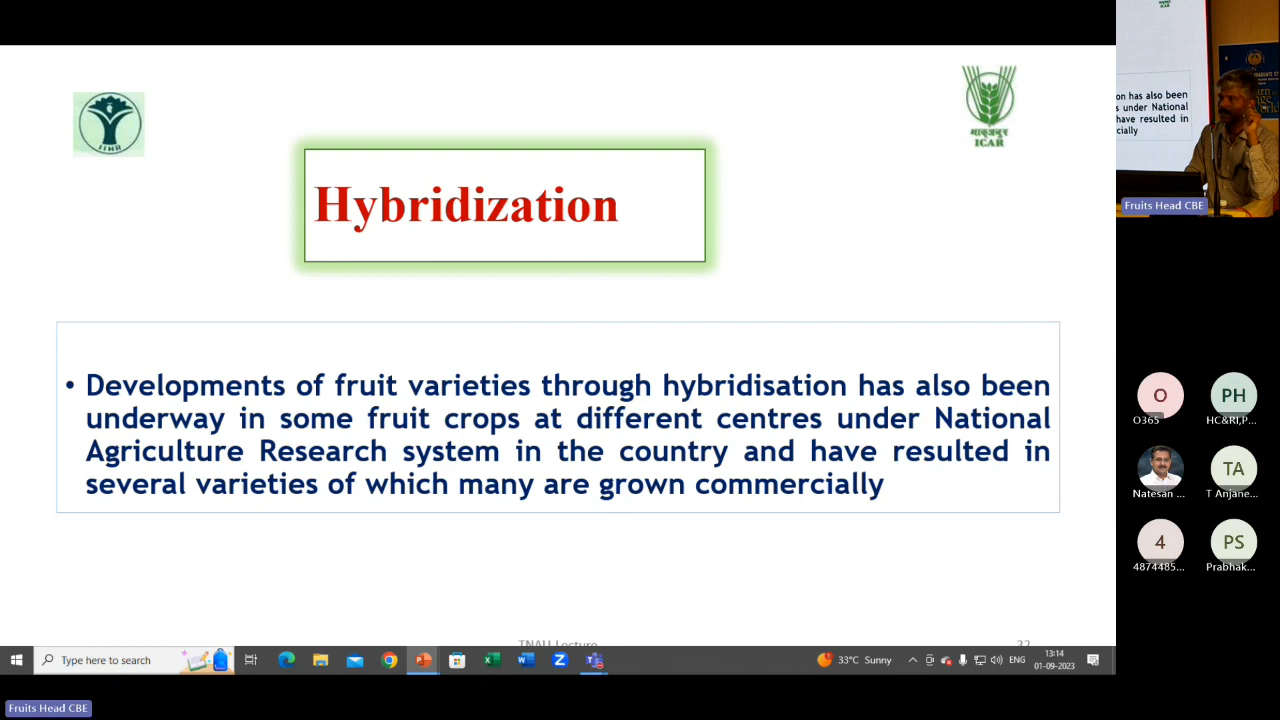 भाकृअनुप
ICAR
Hybridization
• Developments of fruit varieties through hybridisation has also been
underway in some fruit crops at different centres under National
Agriculture Research system in the country and have resulted in
several varieties of which many are grown commercially
TNAU Lecture
32
Type here to search
33°C Sunny
ENG
13:14
01-09-2023
on has also been
s under National
have resulted in
cially
Fruits Head CBE
O
O365
PH
HC&RI,P...
Natesan ...
TA
T Anjane...
4
4874485...
PS
Prabhak...
Fruits Head CBE